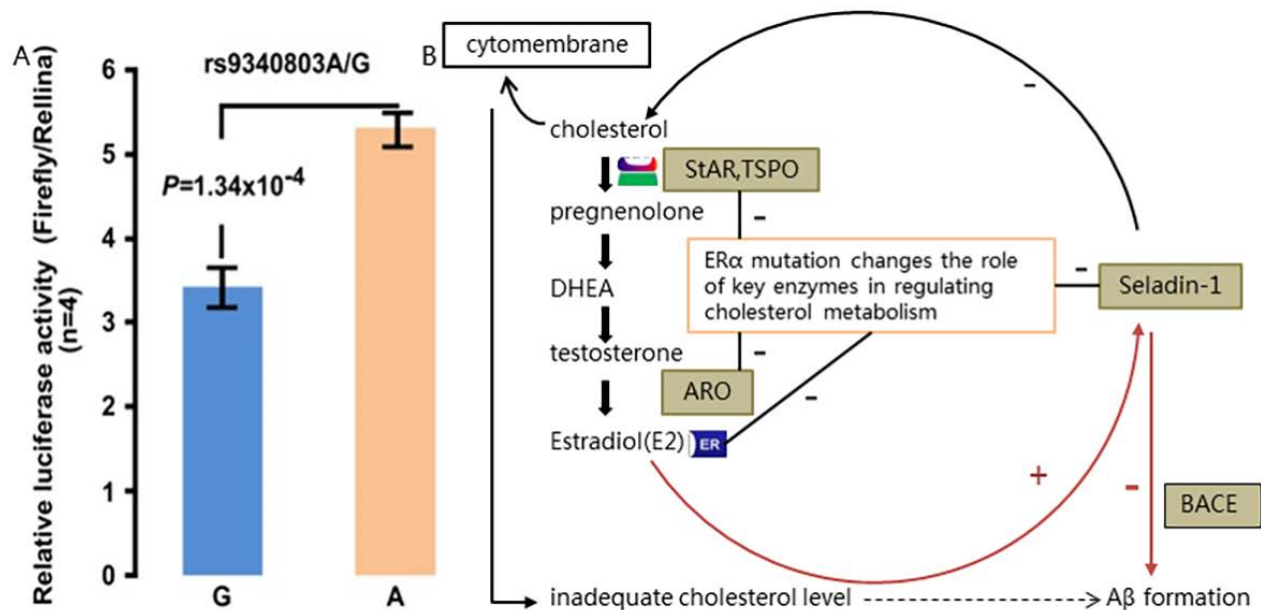 A
6
5
4
3
2
1
0
Relative luciferase activity (Firefly/Rellina)
(n=4)
rs9340803A/G
P=1.34x10-4
G
A
B
cytomembrane
-
cholesterol
StAR,TSPO
-
pregnenolone
ERα mutation changes the role
of key enzymes in regulating
cholesterol metabolism
-
Seladin-1
DHEA
testosterone
-
ARO
-
Estradiol(E2)
ER
+
-
BACE
inadequate cholesterol level
Aβ formation